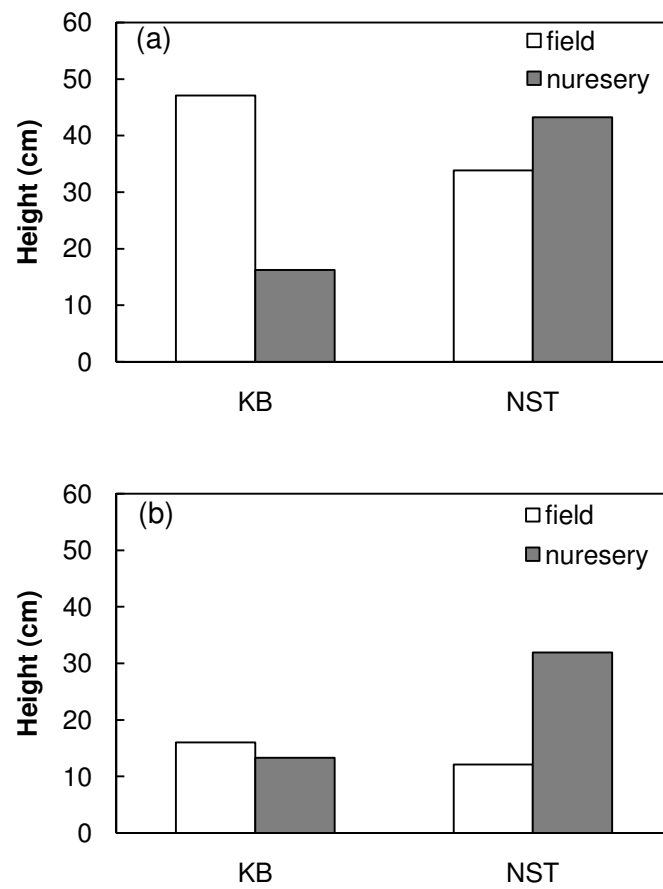 (a)
field
nuresery
60
50
40
30
20
10
0
Height (cm)
KB NST
(b)
field
nuresery
60
50
40
30
20
10
0
Height (cm)
KB NST